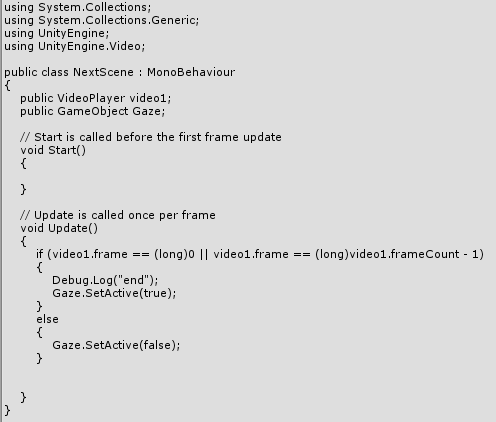 using System.Collections;
using System.Collections.Generic;
using UnityEngine;
using UnityEngine.Video;

public class NextScene : MonoBehaviour
{
    public VideoPlayer video1;
    public GameObject Gaze;

    // Start is called before the first frame update
    void Start()
    {

    }

    // Update is called once per frame
    void Update()
    {
        if (video1.frame == (long)0 || video1.frame == (long)video1.frameCount - 1)
        {
            Debug.Log("end");
            Gaze.SetActive(true);
        }
        else
        {
            Gaze.SetActive(false);
        }


    }
}